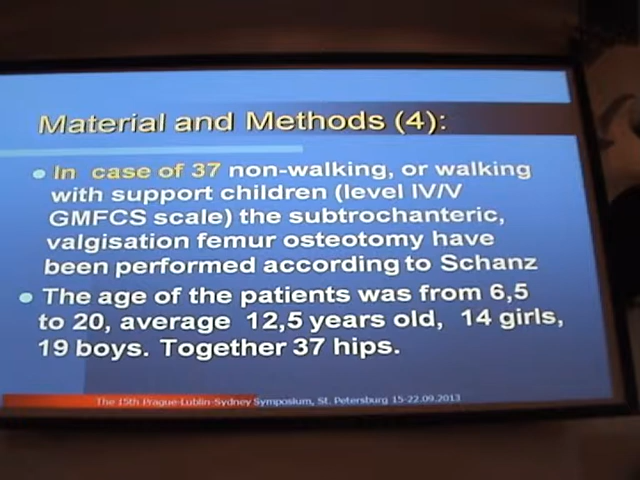 Material and Methods (4):
In case of 37 non-walking, or walking
with support children (level IV/V
GMFCS scale) the subtrochanteric,
valgisation femur osteotomy have
been performed according to Schanz
The age of the patients was from 6,5
to 20, average 12,5 years old, 14 girls,
19 boys. Together 37 hips.
The 15th Prague-Lublin-Sydney Symposium, St. Petersburg 15-22.09.2013